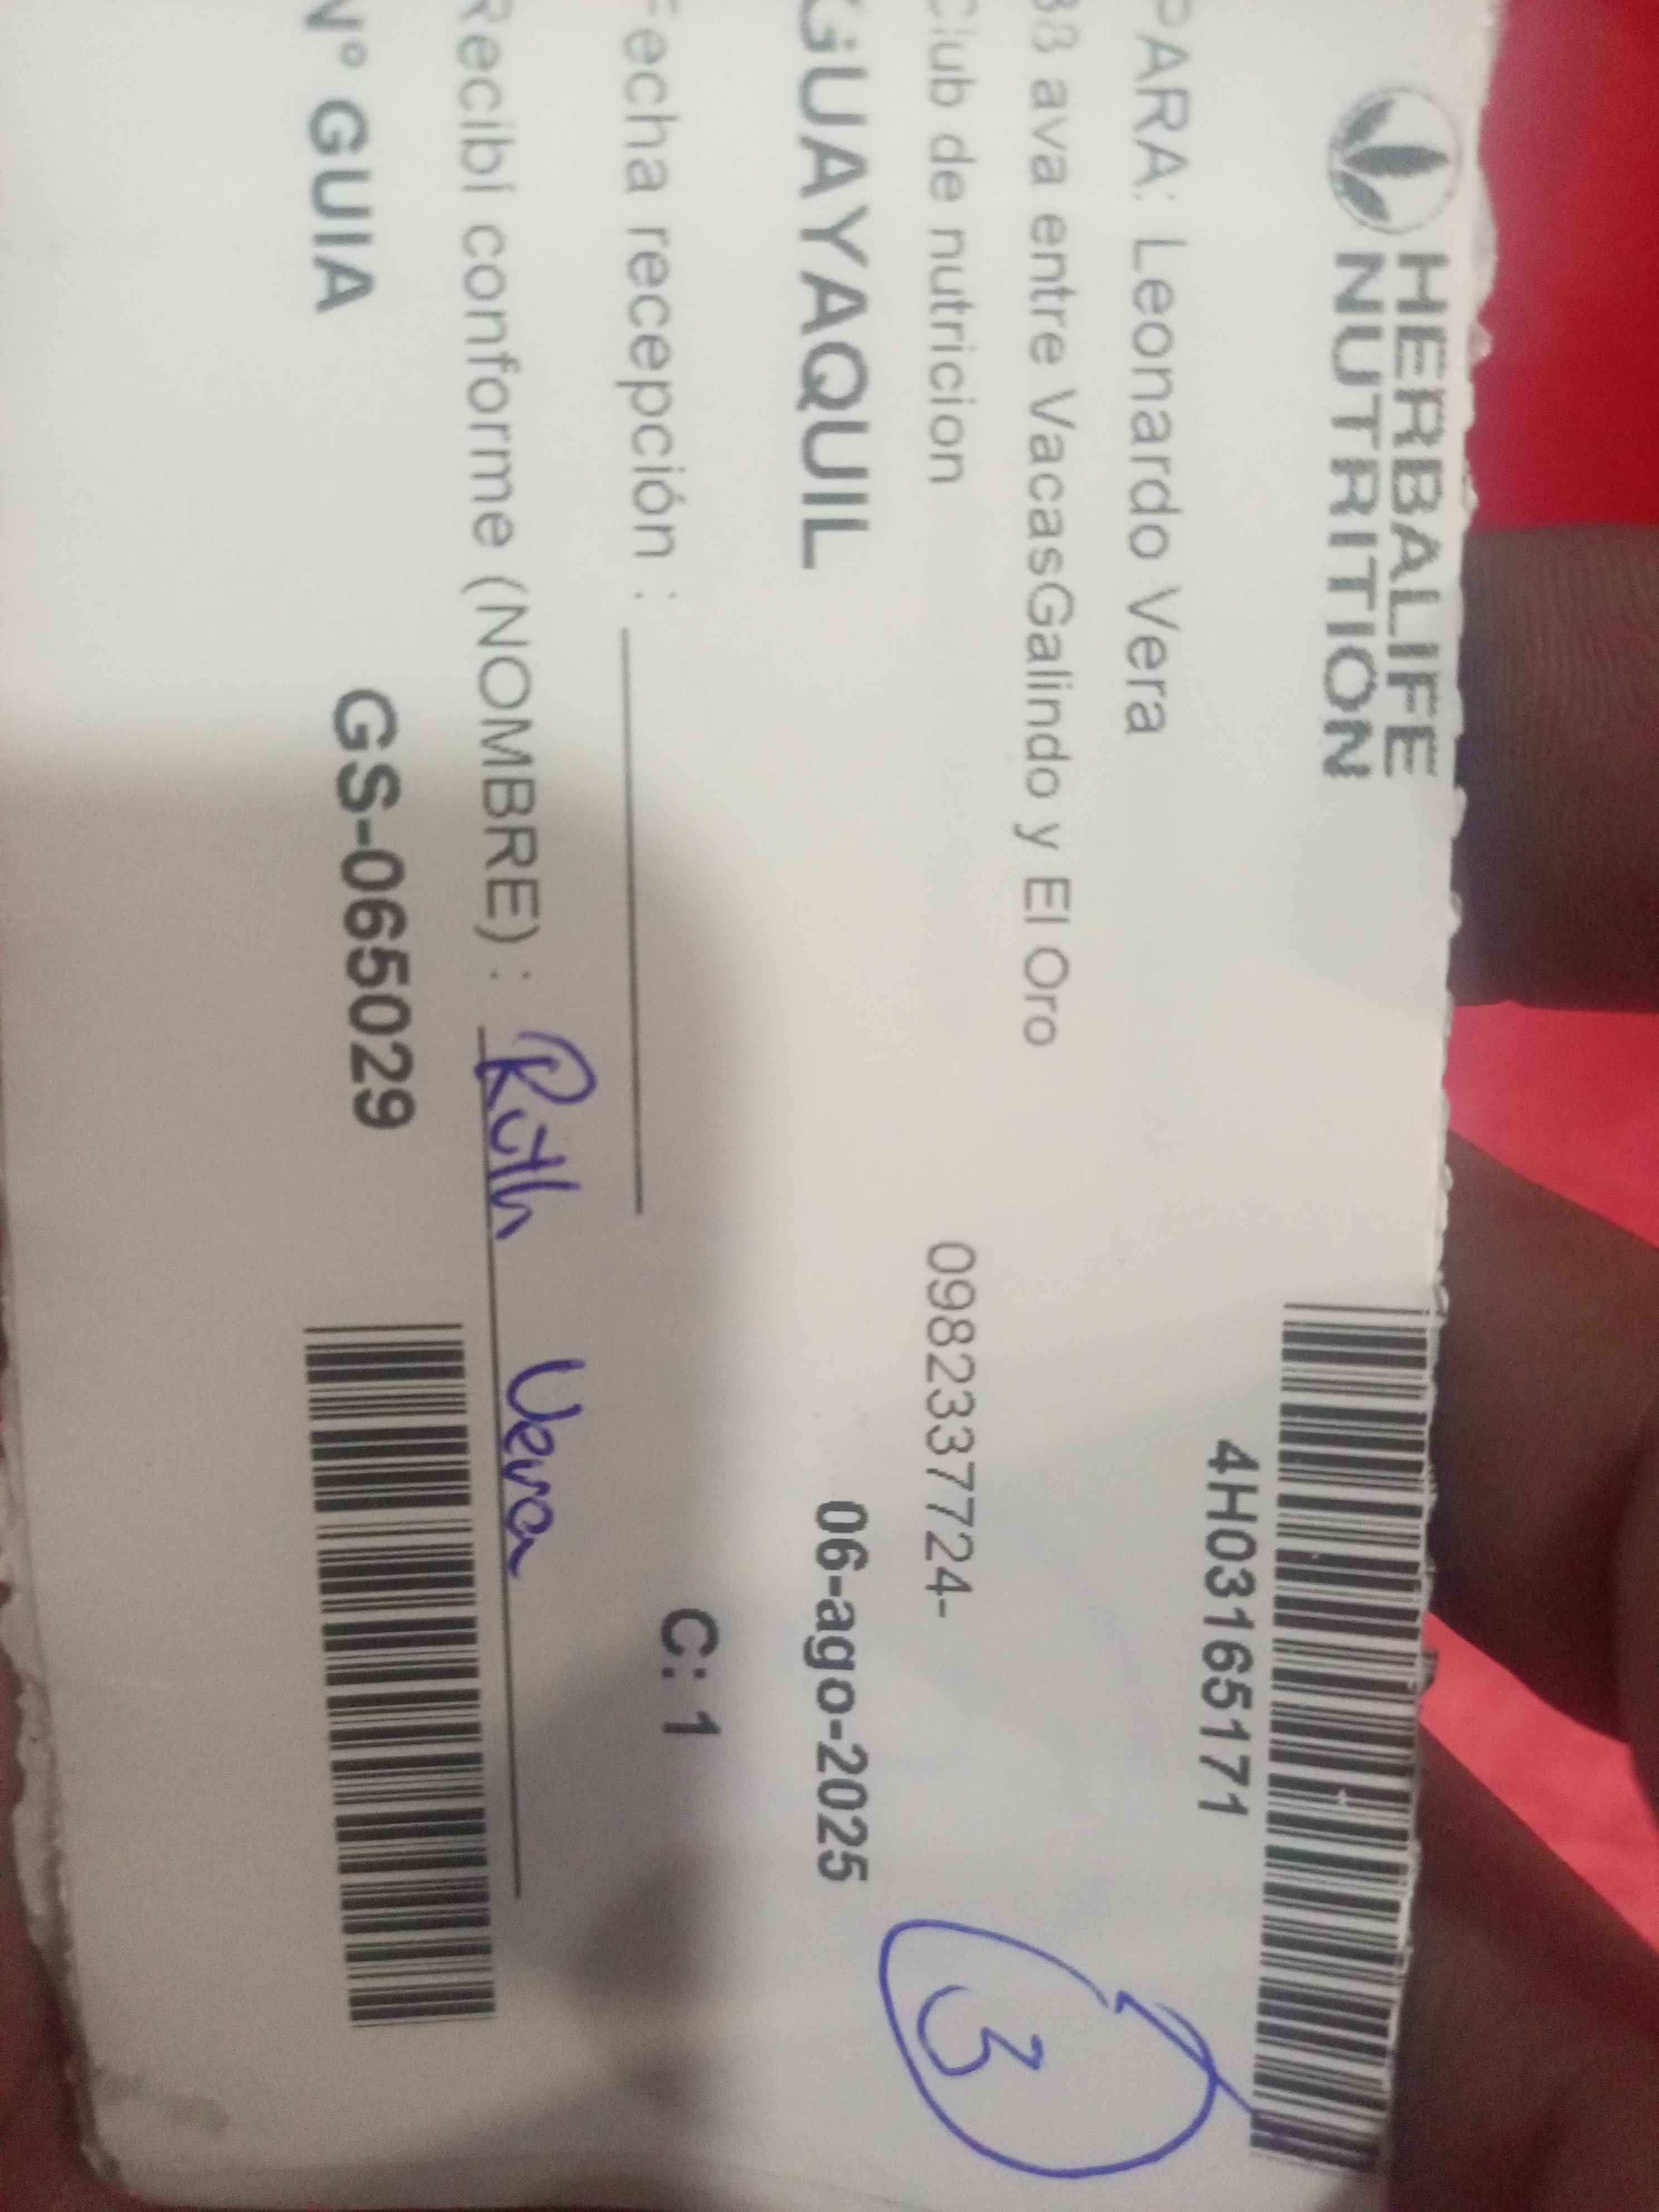 HERBALIFE
NUTRITION
4H03165171
PARA: Leonardo Vera
38 ava entre VacasGalindo y El Oro
Club de nutricion 0982337724-
3
GUAYAQUIL 06-ago-2025
C: 1
Fecha recepción :
Recibí conforme (NOMBRE) : Ruth Vera
N° GUIA GS-065029